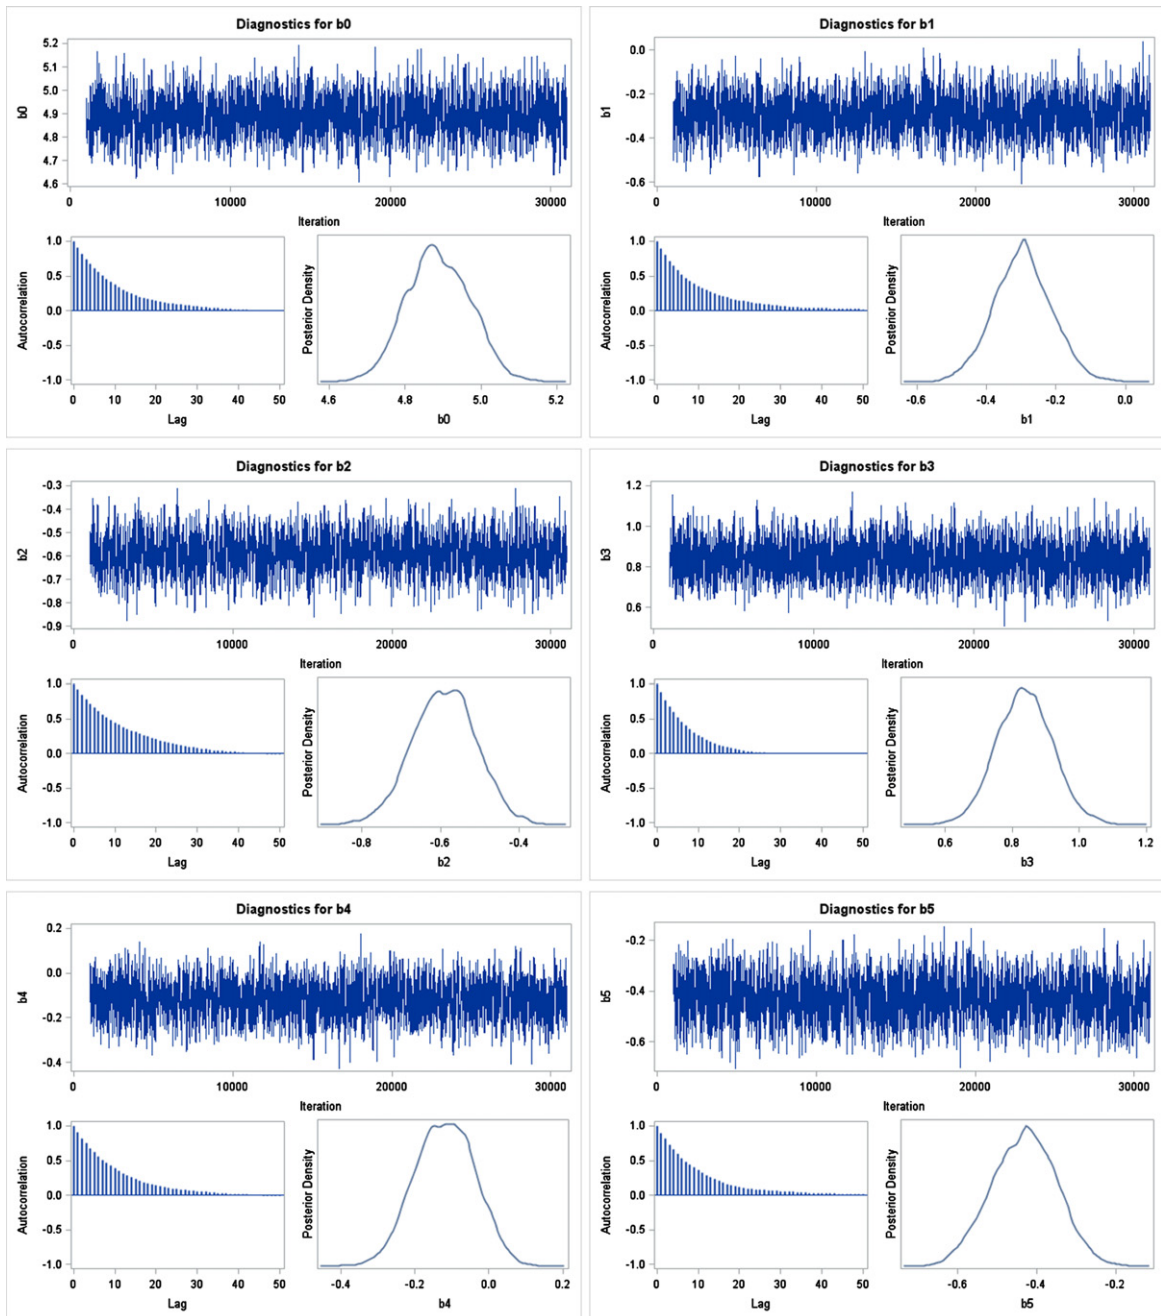 Diagnostics for b0
b0
5.2
5.1
5.0
4.9
4.8
4.7
4.6
0 10000 20000 30000
Iteration
Autocorrelation
1.0
0.5
0.0
-0.5
-1.0
0 10 20 30 40 50
Lag
Posterior Density
4.6 4.8 5.0 5.2
b0
Diagnostics for b1
b1
0.0
-0.2
-0.4
-0.6
0 10000 20000 30000
Iteration
Autocorrelation
1.0
0.5
0.0
-0.5
-1.0
0 10 20 30 40 50
Lag
Posterior Density
-0.6 -0.4 -0.2 0.0
b1
Diagnostics for b2
b2
-0.3
-0.4
-0.5
-0.6
-0.7
-0.8
-0.9
0 10000 20000 30000
Iteration
Autocorrelation
1.0
0.5
0.0
-0.5
-1.0
0 10 20 30 40 50
Lag
Posterior Density
-0.8 -0.6 -0.4
b2
Diagnostics for b3
b3
1.2
1.0
0.8
0.6
0 10000 20000 30000
Iteration
Autocorrelation
1.0
0.5
0.0
-0.5
-1.0
0 10 20 30 40 50
Lag
Posterior Density
0.6 0.8 1.0 1.2
b3
Diagnostics for b4
b4
0.2
0.0
-0.2
-0.4
0 10000 20000 30000
Iteration
Autocorrelation
1.0
0.5
0.0
-0.5
-1.0
0 10 20 30 40 50
Lag
Posterior Density
-0.4 -0.2 0.0 0.2
b4
Diagnostics for b5
b5
-0.2
-0.4
-0.6
0 10000 20000 30000
Iteration
Autocorrelation
1.0
0.5
0.0
-0.5
-1.0
0 10 20 30 40 50
Lag
Posterior Density
-0.6 -0.4 -0.2
b5